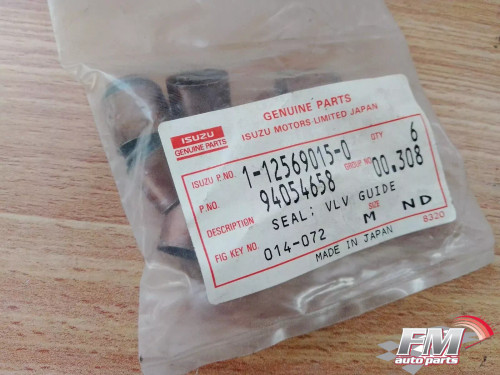 GENUINE PARTS
ISUZU MOTORS LIMITED JAPAN
ISUZU
GENUINE PARTS
ISUZU P.NO. 1-12569015-0 QTY 6
P.NO. 94054658 GROUP NO. 00.308
DESCRIPTION SEAL: VLV GUIDE
FIG KEY NO. 014-072 M ND
MADE IN JAPAN 8320
FM
auto parts